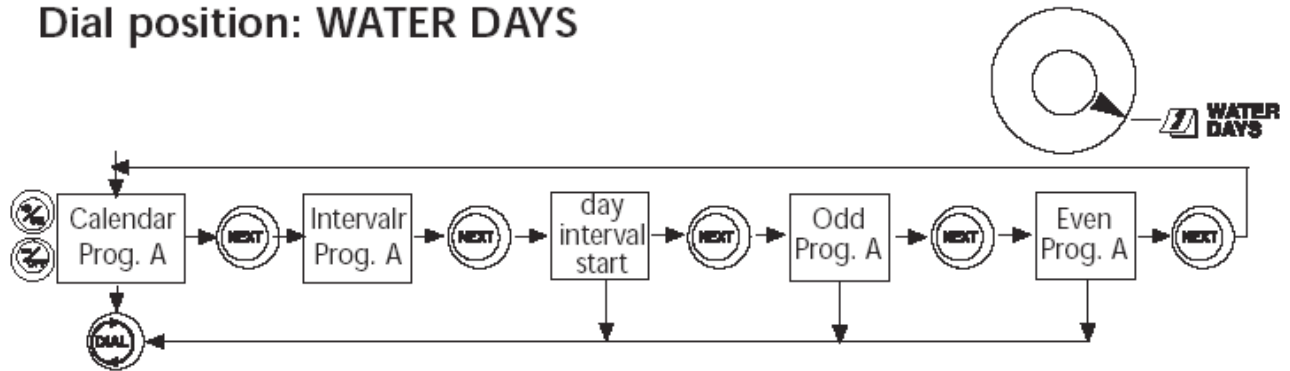 Dial position: WATER DAYS
WATER
DAYS
Calendar
Prog. A
NEXT
Intervalr
Prog. A
NEXT
day
interval
start
NEXT
Odd
Prog. A
NEXT
Even
Prog. A
NEXT
DIAL